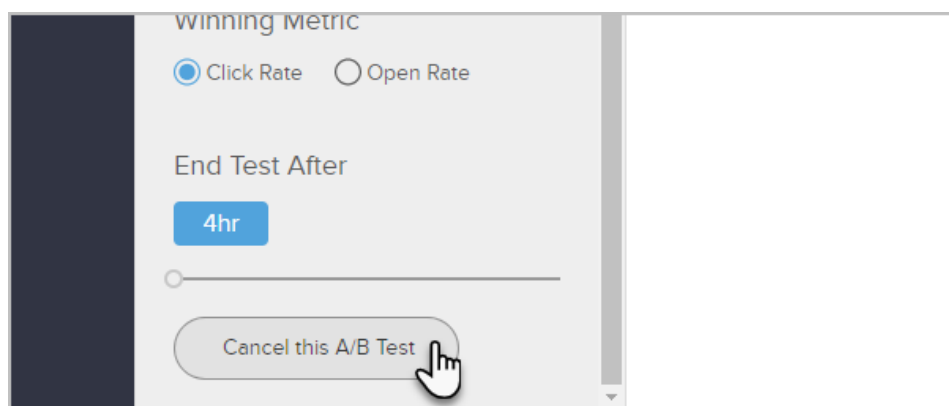 Winning Metric
Click Rate Open Rate
End Test After
4hr
Cancel this A/B Test